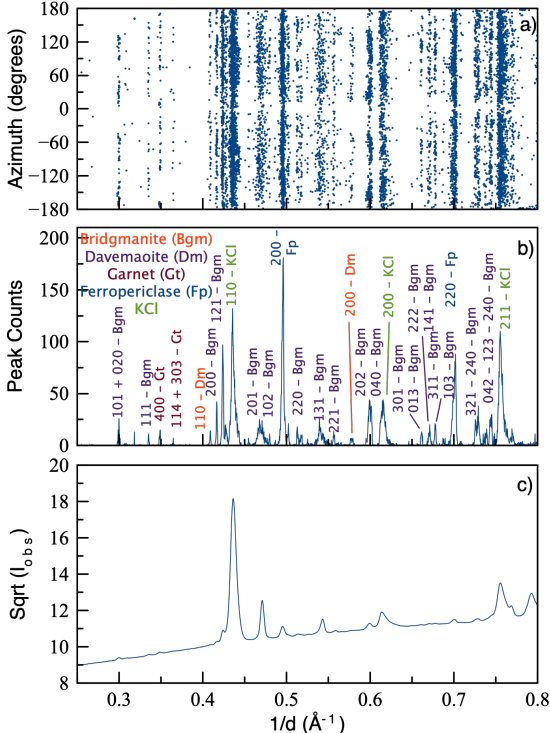 a)
180
120
60
0
−60
−120
−180
Azimuth (degrees)
b)
200
150
100
50
0
Peak Counts
Bridgmanite (Bgm)
Davemaoite (Dm)
Garnet (Gt)
Ferropericlase (Fp)
KCl
101 + 020 – Bgm
111 – Bgm
400 – Gt
114 + 303 – Gt
110 – Dm
200 – Bgm
121 – Bgm
110 – KCl
201 – Bgm
102 – Bgm
200 –
Fp
220 – Bgm
131 – Bgm
221 – Bgm
200 – Dm
202 – Bgm
040 – Bgm
200 – KCl
301 – Bgm
013 – Bgm
222 – Bgm
141 – Bgm
311 – Bgm
103 – Bgm
220 – Fp
321 – 240 – Bgm
042 – 123 – 240 – Bgm
211 – KCl
c)
20
18
16
14
12
10
8
Sqrt (Iobs)
0.3
0.4
0.5
0.6
0.7
0.8
1/d (Å-1)